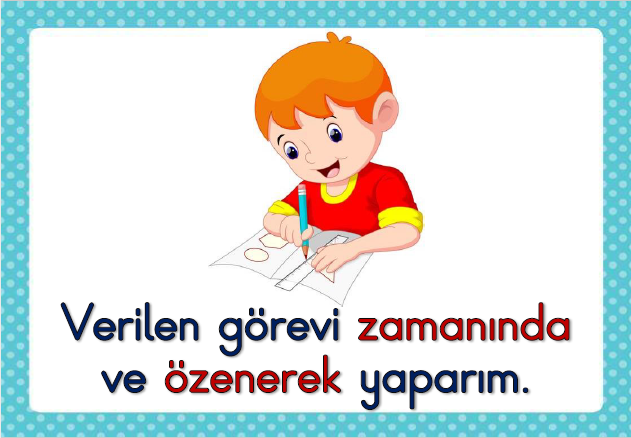 Verilen görevi zamanında
ve özenerek yaparım.